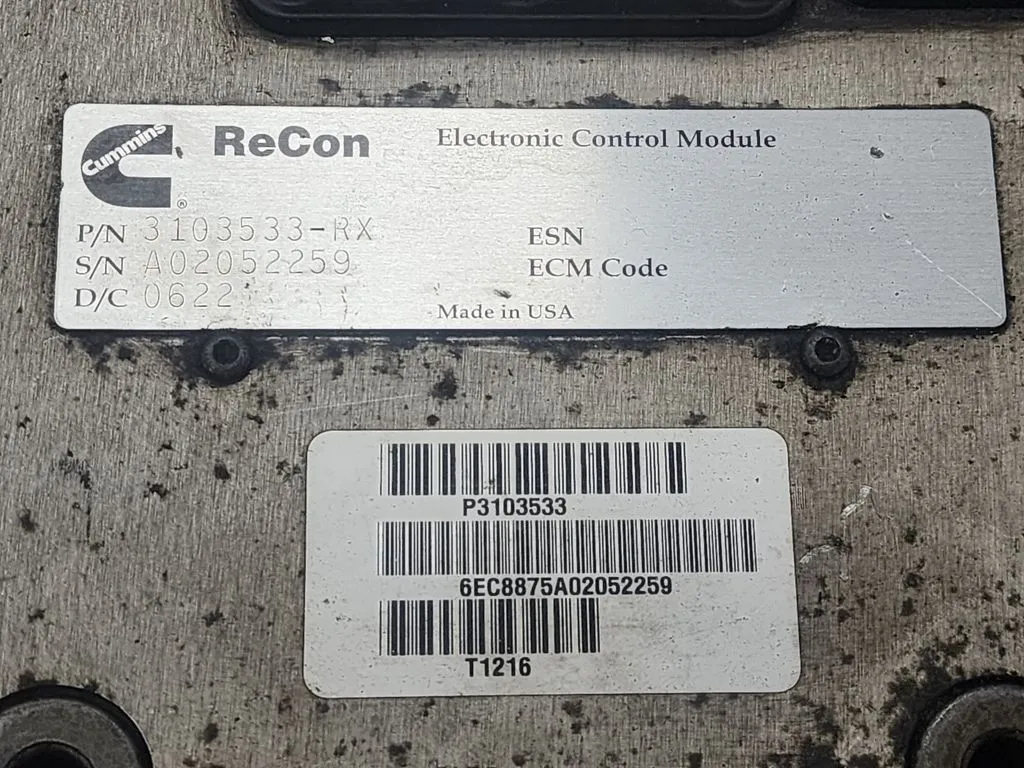 Cummins
ReCon
Electronic Control Module
®
P/N 3103533-RX
ESN
S/N A02052259
ECM Code
D/C 0622
Made in USA
P3103533
6EC8875A02052259
T1216